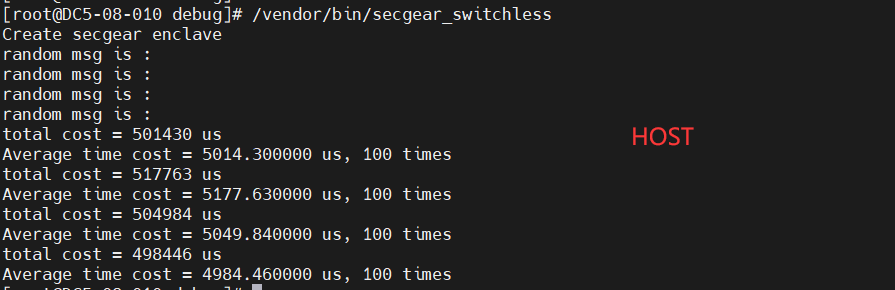 [root@DC5-08-010 debug]# /vendor/bin/secgear_switchless
Create secgear enclave
random msg is :
random msg is :
random msg is :
random msg is :
total cost = 501430 us
HOST
Average time cost = 5014.300000 us, 100 times
total cost = 517763 us
Average time cost = 5177.630000 us, 100 times
total cost = 504984 us
Average time cost = 5049.840000 us, 100 times
total cost = 498446 us
Average time cost = 4984.460000 us, 100 times
[root@DC5-08-010 debug]#